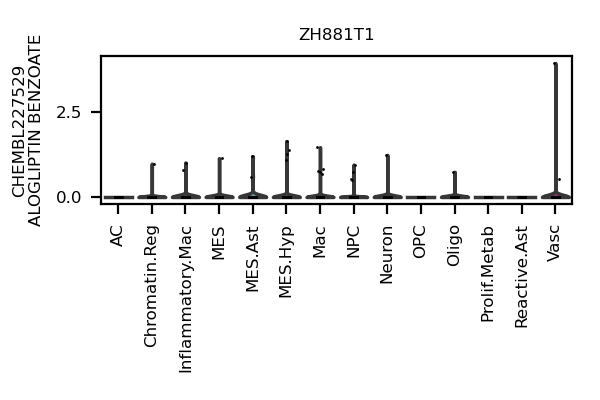 ZH881T1
CHEMBL227529
ALOGLIPTIN BENZOATE
2.5
0.0
AC
Chromatin.Reg
Inflammatory.Mac
MES
MES.Ast
MES.Hyp
Mac
NPC
Neuron
OPC
Oligo
Prolif.Metab
Reactive.Ast
Vasc